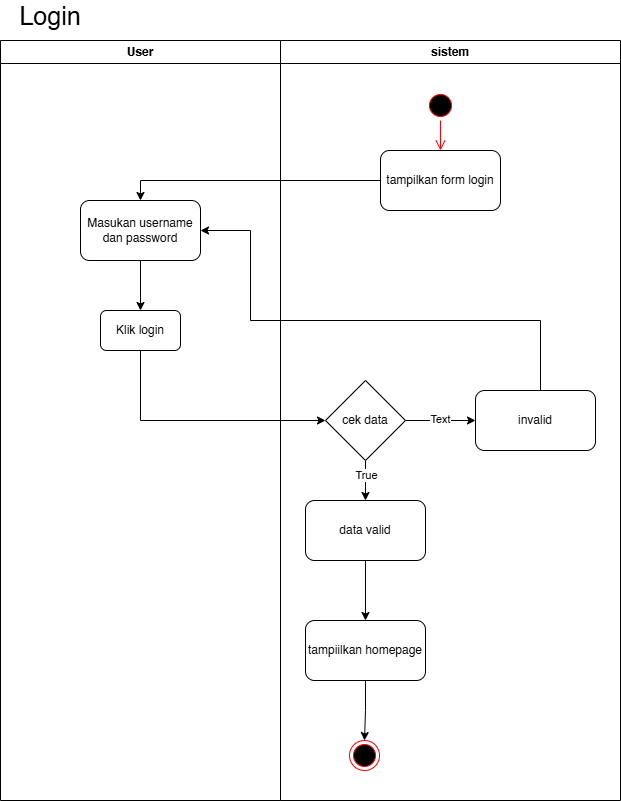 Login
User
sistem
tampilkan form login
Masukan username
dan password
Klik login
cek data
Text
invalid
True
data valid
tampiilkan homepage